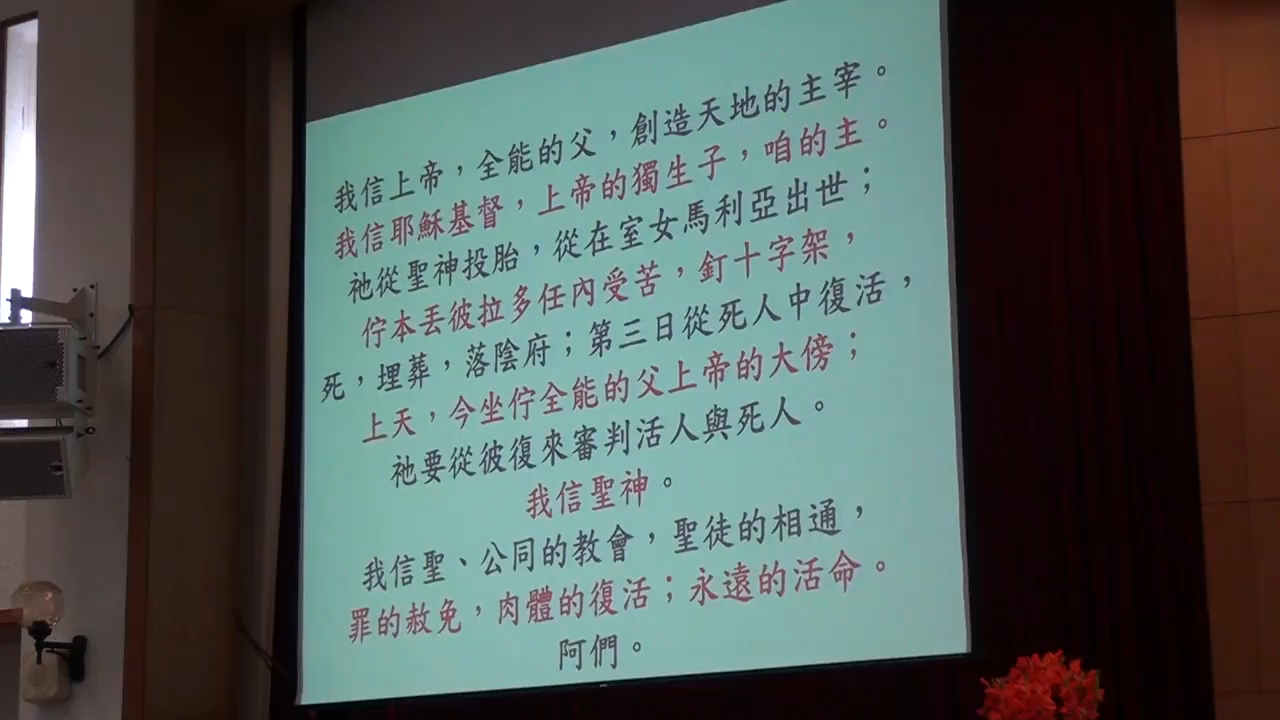 我信上帝，全能的父，創造天地的主宰。
我信耶穌基督，上帝的獨生子，咱的主。
祂從聖神投胎，從在室女馬利亞出世；
佇本丟彼拉多任內受苦，釘十字架，
死，埋葬，落陰府；第三日從死人中復活，
上天，今坐佇全能的父上帝的大傍；
祂要從彼復來審判活人與死人。
我信聖神。
我信聖、公同的教會，聖徒的相通，
罪的赦免，肉體的復活；永遠的活命。
阿們。